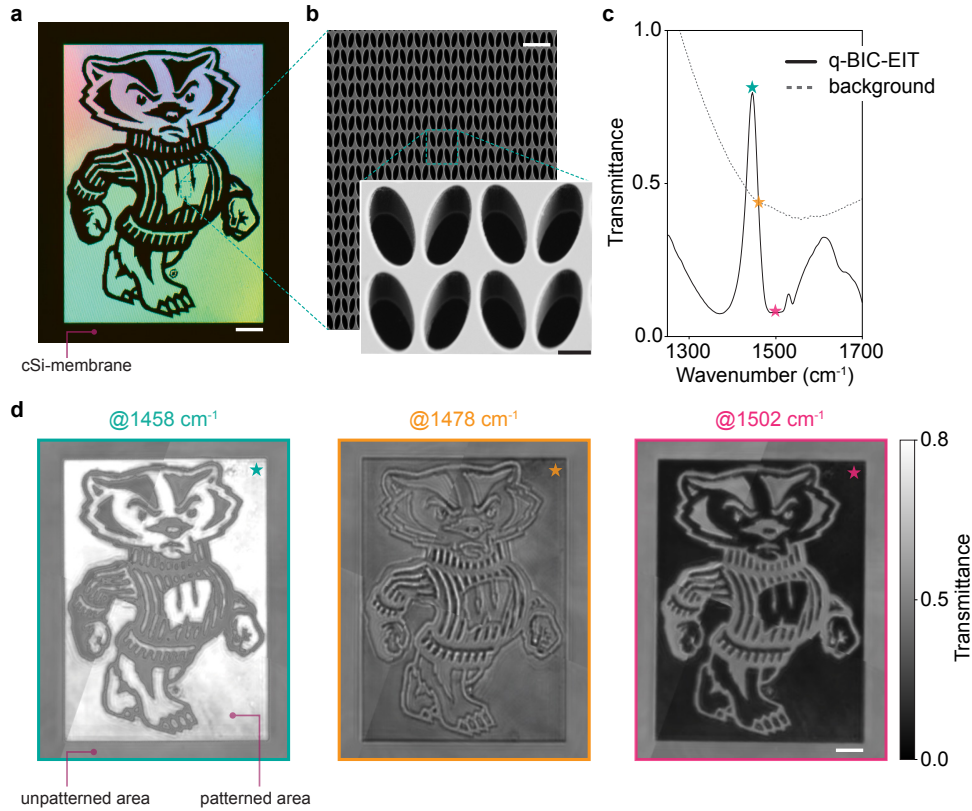 a
b
c
cSi-membrane
1.0
0.5
0.0
Transmittance
q-BIC-EIT
background
1300
1500
1700
Wavenumber (cm-1)
d
@1458 cm-1
@1478 cm-1
@1502 cm-1
W
W
W
unpatterned area
patterned area
0.8
0.5
0.0
Transmittance